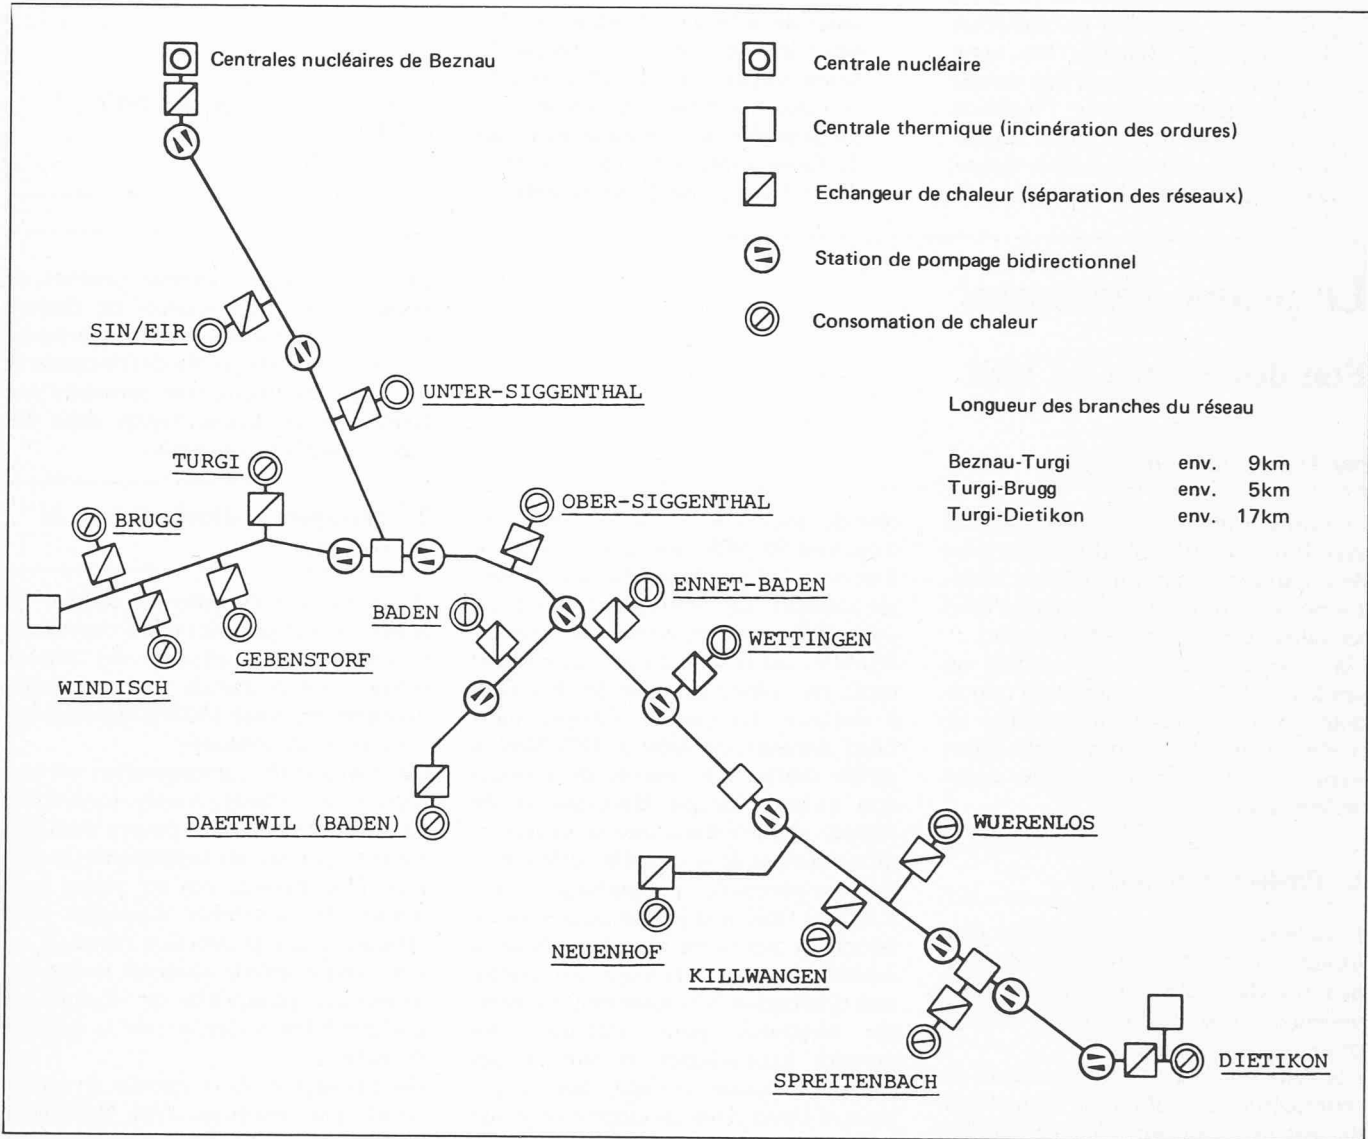 Centrales nucléaires de Beznau
Centrale nucléaire
Centrale thermique (incinération des ordures)
Echangeur de chaleur (séparation des réseaux)
Station de pompage bidirectionnel
Consomation de chaleur
Longueur des branches du réseau
Beznau-Turgi env. 9km
Turgi-Brugg env. 5km
Turgi-Dietikon env. 17km
SIN/EIR
UNTER-SIGGENTHAL
TURGI
OBER-SIGGENTHAL
BRUGG
ENNET-BADEN
BADEN
WETTINGEN
GEBENSTORF
WINDISCH
DAETTWIL (BADEN)
WUERENLOS
NEUENHOF
KILLWANGEN
SPREITENBACH
DIETIKON